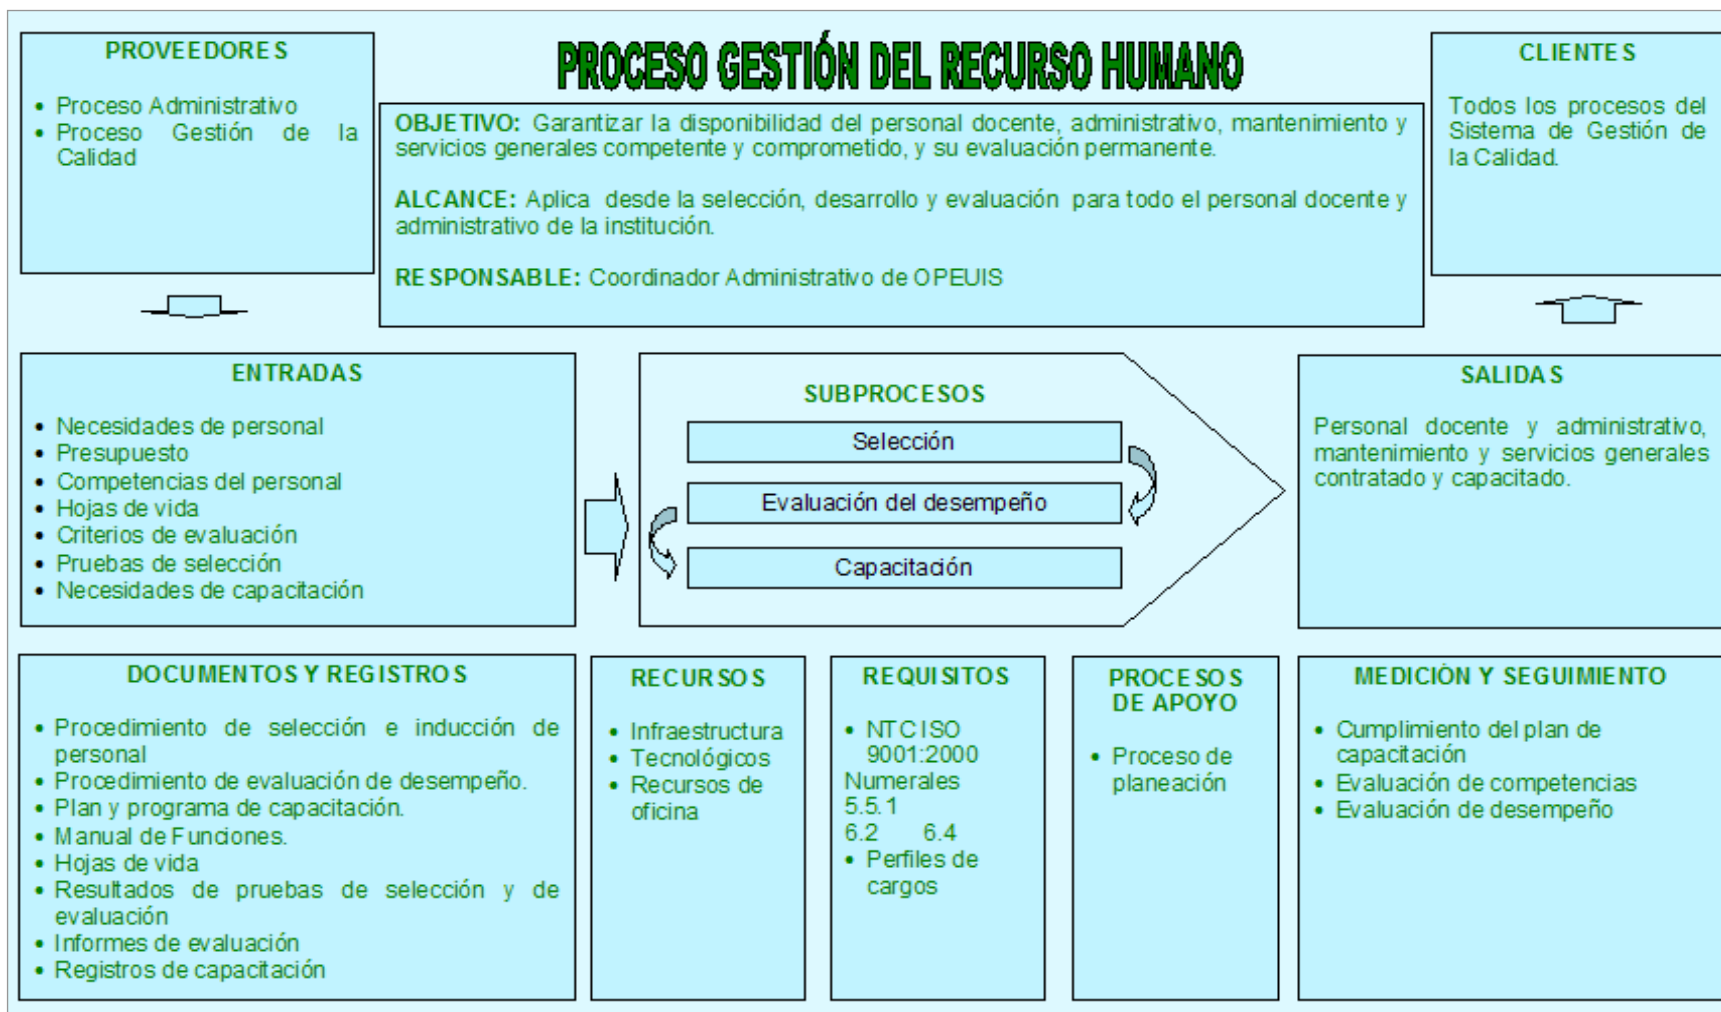 PROVEEDORES
• Proceso Administrativo
• Proceso Gestión de la
Calidad
PROCESO GESTIÓN DEL RECURSO HUMANO
OBJETIVO: Garantizar la disponibilidad del personal docente, administrativo, mantenimiento y
servicios generales competente y comprometido, y su evaluación permanente.
ALCANCE: Aplica desde la selección, desarrollo y evaluación para todo el personal docente y
administrativo de la institución.
RESPONSABLE: Coordinador Administrativo de OPEUIS
CLIENTES
Todos los procesos del
Sistema de Gestión de
la Calidad.
ENTRADAS
• Necesidades de personal
• Presupuesto
• Competencias del personal
• Hojas de vida
• Criterios de evaluación
• Pruebas de selección
• Necesidades de capacitación
SUBPROCESOS
Selección
Evaluación del desempeño
Capacitación
SALIDAS
Personal docente y administrativo,
mantenimiento y servicios generales
contratado y capacitado.
DOCUMENTOS Y REGISTROS
• Procedimiento de selección e inducción de
personal
• Procedimiento de evaluación de desempeño.
• Plan y programa de capacitación.
• Manual de Funciones.
• Hojas de vida
• Resultados de pruebas de selección y de
evaluación
• Informes de evaluación
• Registros de capacitación
RECURSOS
• Infraestructura
• Tecnológicos
• Recursos de
oficina
REQUISITOS
• NTC ISO
9001:2000
Numerales
5.5.1
6.2 6.4
• Perfiles de
cargos
PROCESOS
DE APOYO
• Proceso de
planeación
MEDICIÓN Y SEGUIMIENTO
• Cumplimiento del plan de
capacitación
• Evaluación de competencias
• Evaluación de desempeño